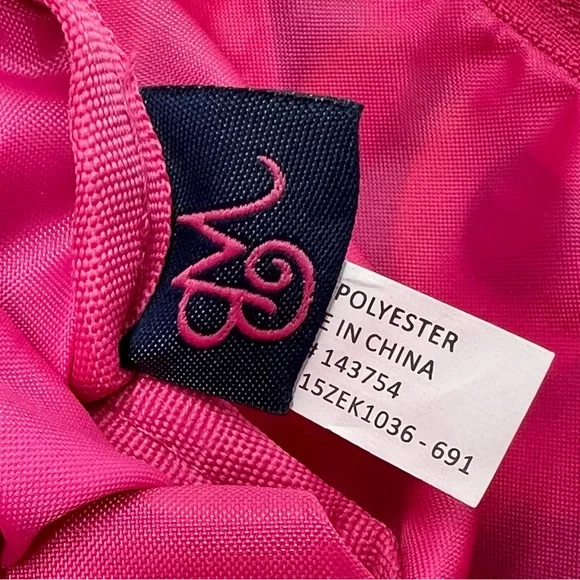 POLYESTER
E IN CHINA
# 143754
15ZEK1036 - 691